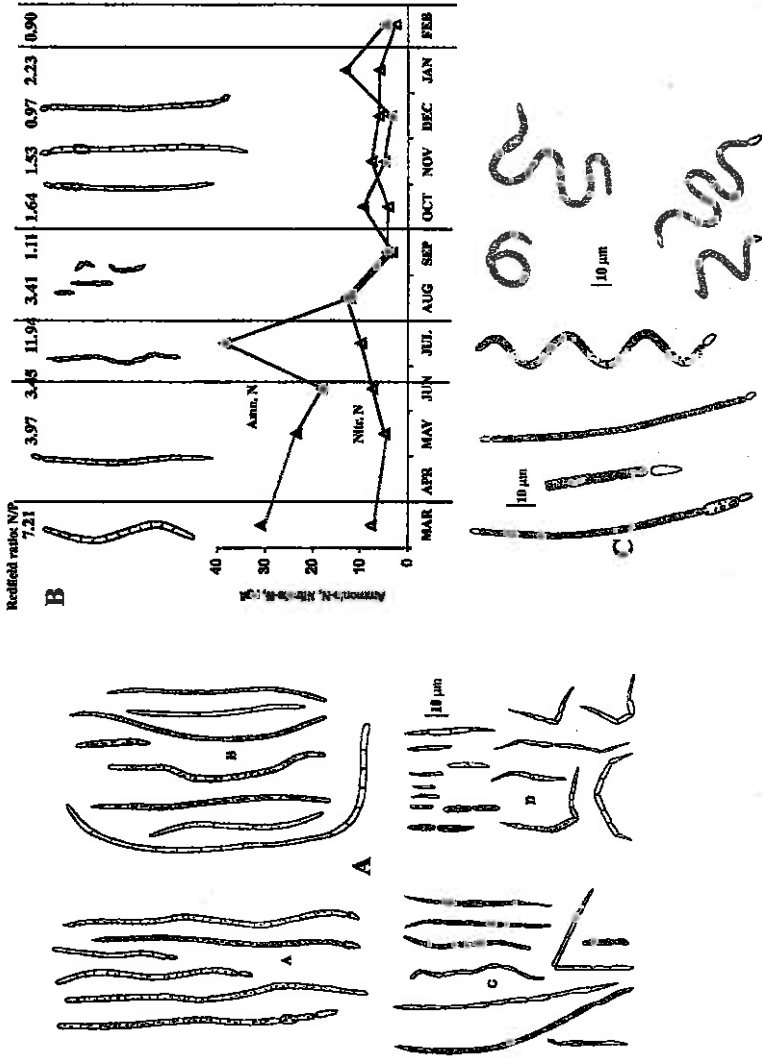 Redfield ratio: N/P
7.21 3.97 3.45 11.94 3.41 1.11 1.64 1.53 0.97 2.23 0.90
B
40
30
20
10
0
Amm. N
Nitr. N
MAR APR MAY JUN JUL AUG SEP OCT NOV DEC JAN FEB
A
B
A
C
D
10 µm
C
10 µm
10 µm